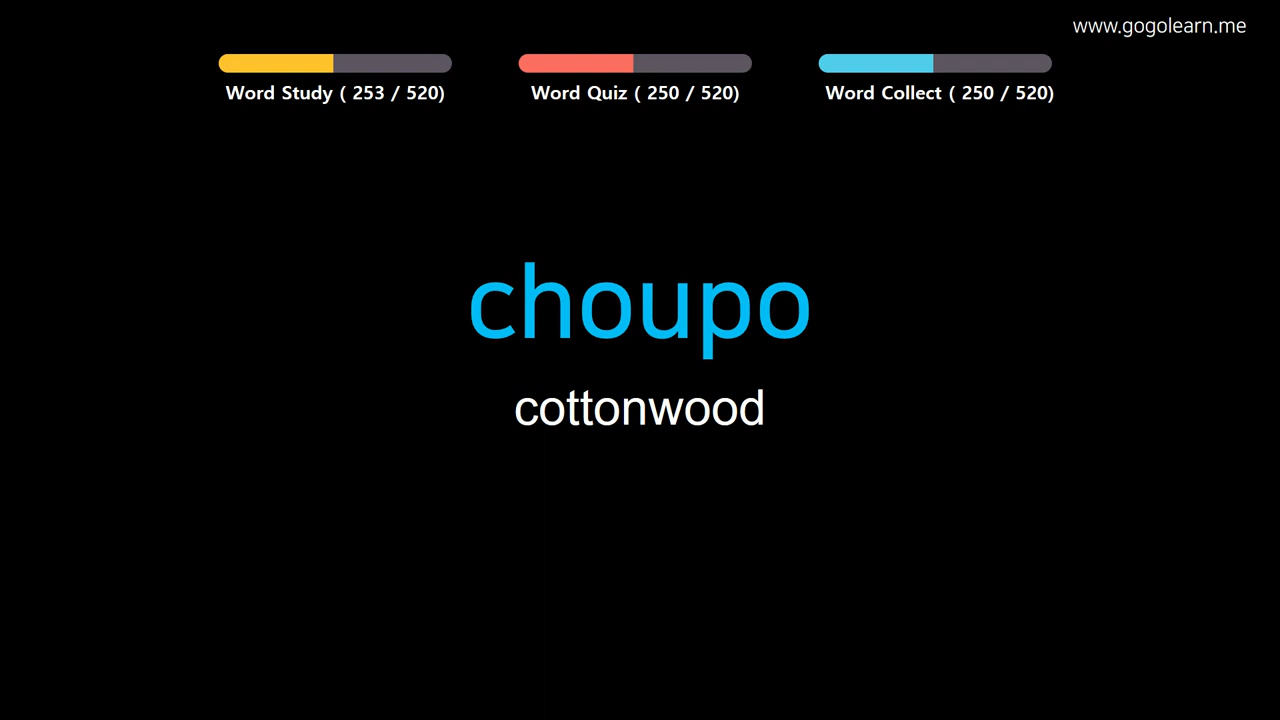 www.gogolearn.me
Word Study ( 253 / 520)
Word Quiz ( 250 / 520)
Word Collect ( 250 / 520)
choupo
cottonwood